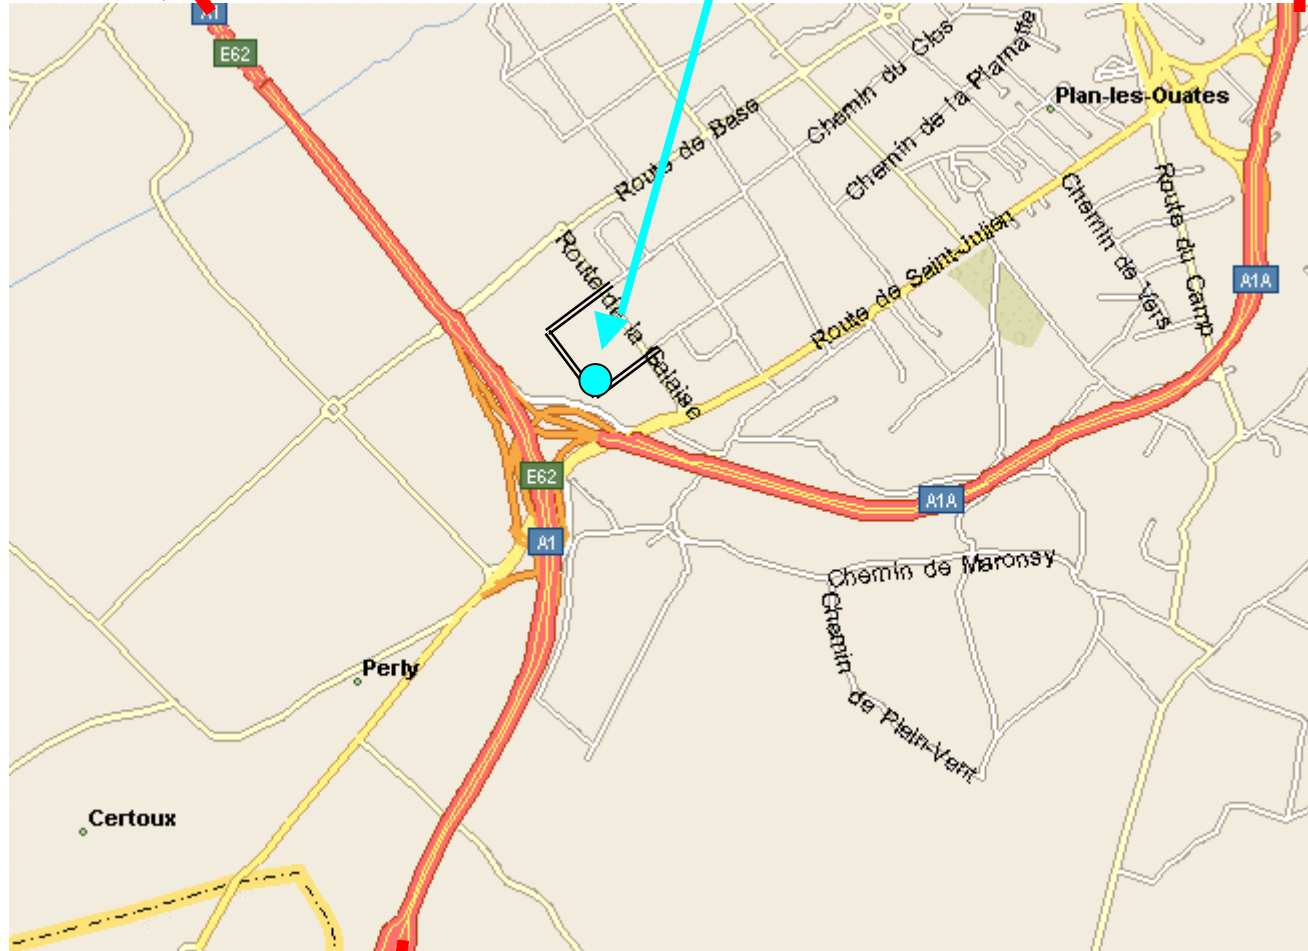 A1
E62
Chemin du Clos
Chemin de la Plamatte
Plan-les-Ouates
Route de Base
Route de Saint-Julien
Chemin de Vers
Route du Camp
Route de la Galaise
A1A
E62
A1A
A1
Chemin de Maronsy
Chemin de Plein-Vent
Perly
Certoux